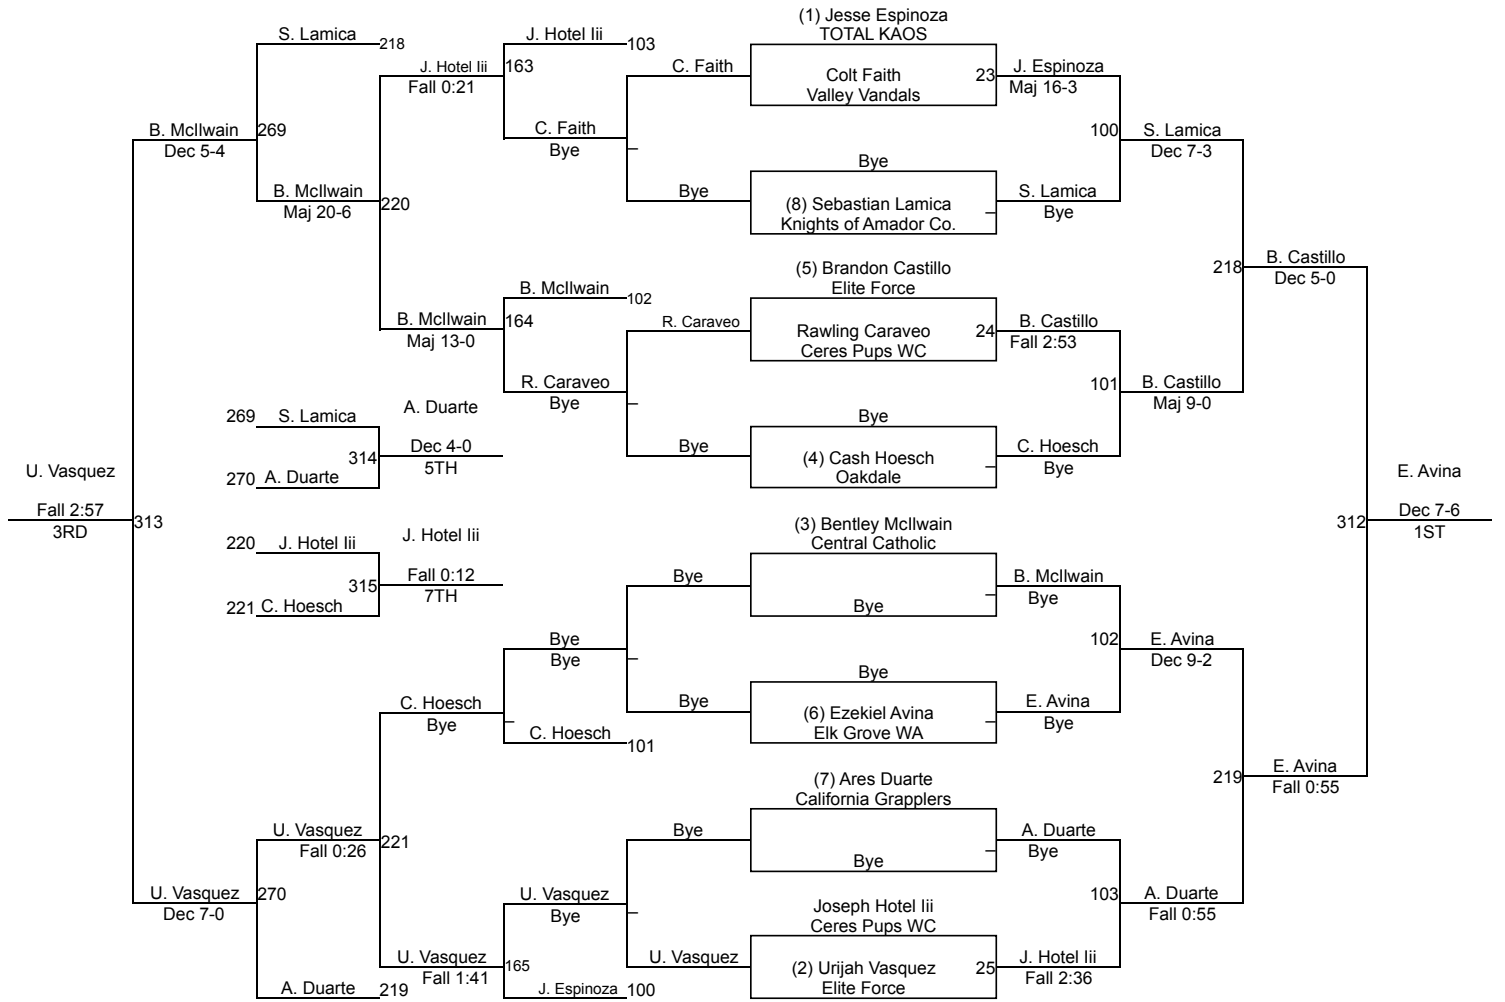 (1) Jesse Espinoza
TOTAL KAOS
S. Lamica
218
J. Hotel Iii
103
J. Hotel Iii
163
Fall 0:21
C. Faith
Colt Faith
Valley Vandals
23
J. Espinoza
Maj 16-3
B. McIlwain
269
Dec 5-4
C. Faith
Bye
100
S. Lamica
Dec 7-3
Bye
B. McIlwain
Maj 20-6
220
Bye
(8) Sebastian Lamica
Knights of Amador Co.
S. Lamica
Bye
(5) Brandon Castillo
Elite Force
218
B. Castillo
Dec 5-0
B. McIlwain
102
B. McIlwain
164
Maj 13-0
R. Caraveo
Rawling Caraveo
Ceres Pups WC
24
B. Castillo
Fall 2:53
R. Caraveo
Bye
101
B. Castillo
Maj 9-0
269
S. Lamica
A. Duarte
Bye
314
Dec 4-0
5TH
Bye
(4) Cash Hoesch
Oakdale
C. Hoesch
Bye
270
A. Duarte
U. Vasquez
Fall 2:57
3RD
313
E. Avina
312
Dec 7-6
1ST
220
J. Hotel Iii
J. Hotel Iii
(3) Bentley McIlwain
Central Catholic
315
Fall 0:12
7TH
221
C. Hoesch
Bye
Bye
B. McIlwain
Bye
Bye
Bye
102
E. Avina
Dec 9-2
Bye
C. Hoesch
Bye
Bye
(6) Ezekiel Avina
Elk Grove WA
E. Avina
Bye
C. Hoesch
101
(7) Ares Duarte
California Grapplers
219
E. Avina
Fall 0:55
U. Vasquez
Fall 0:26
221
Bye
Bye
A. Duarte
Bye
U. Vasquez
270
Dec 7-0
U. Vasquez
Bye
Joseph Hotel Iii
Ceres Pups WC
103
A. Duarte
Fall 0:55
U. Vasquez
165
Fall 1:41
U. Vasquez
(2) Urijah Vasquez
Elite Force
25
J. Hotel Iii
Fall 2:36
A. Duarte
219
J. Espinoza
100